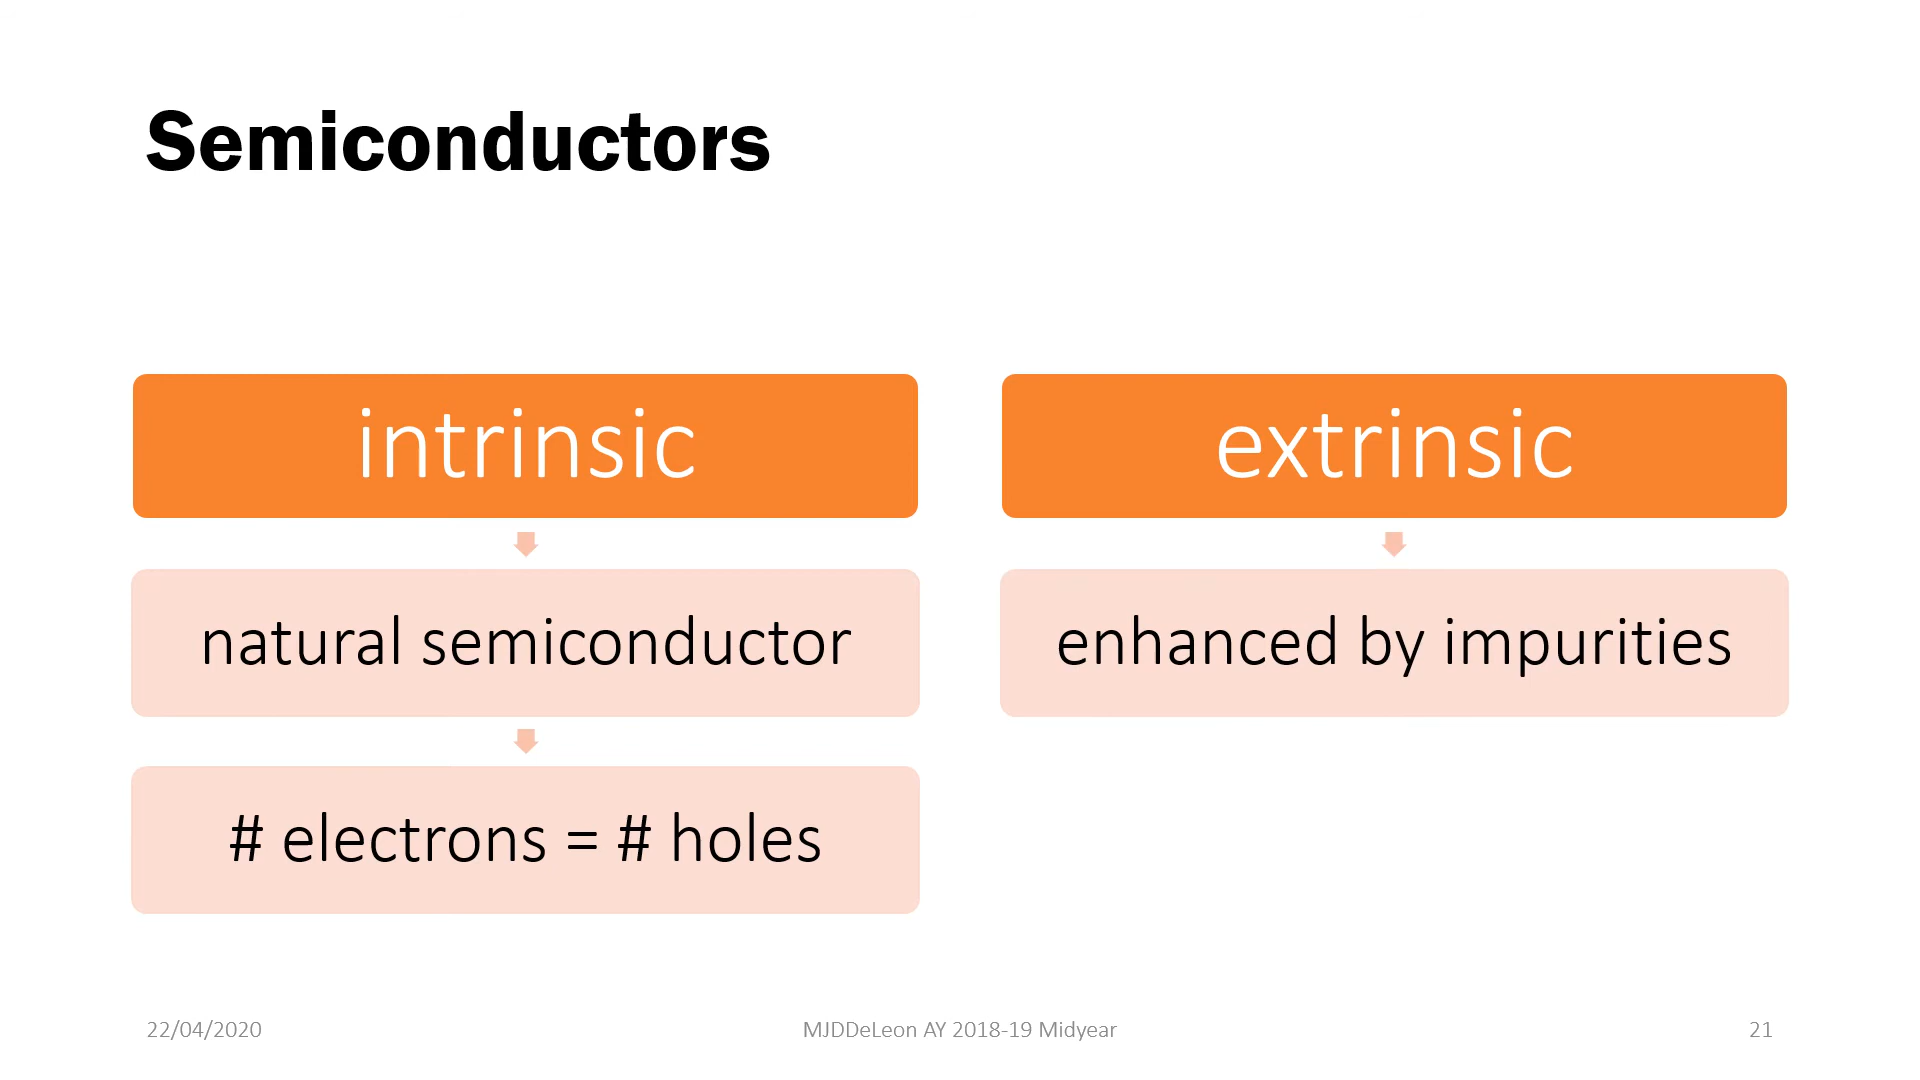 Semiconductors
intrinsic
natural semiconductor
# electrons = # holes
extrinsic
enhanced by impurities
22/04/2020
MJDDeLeon AY 2018-19 Midyear
21